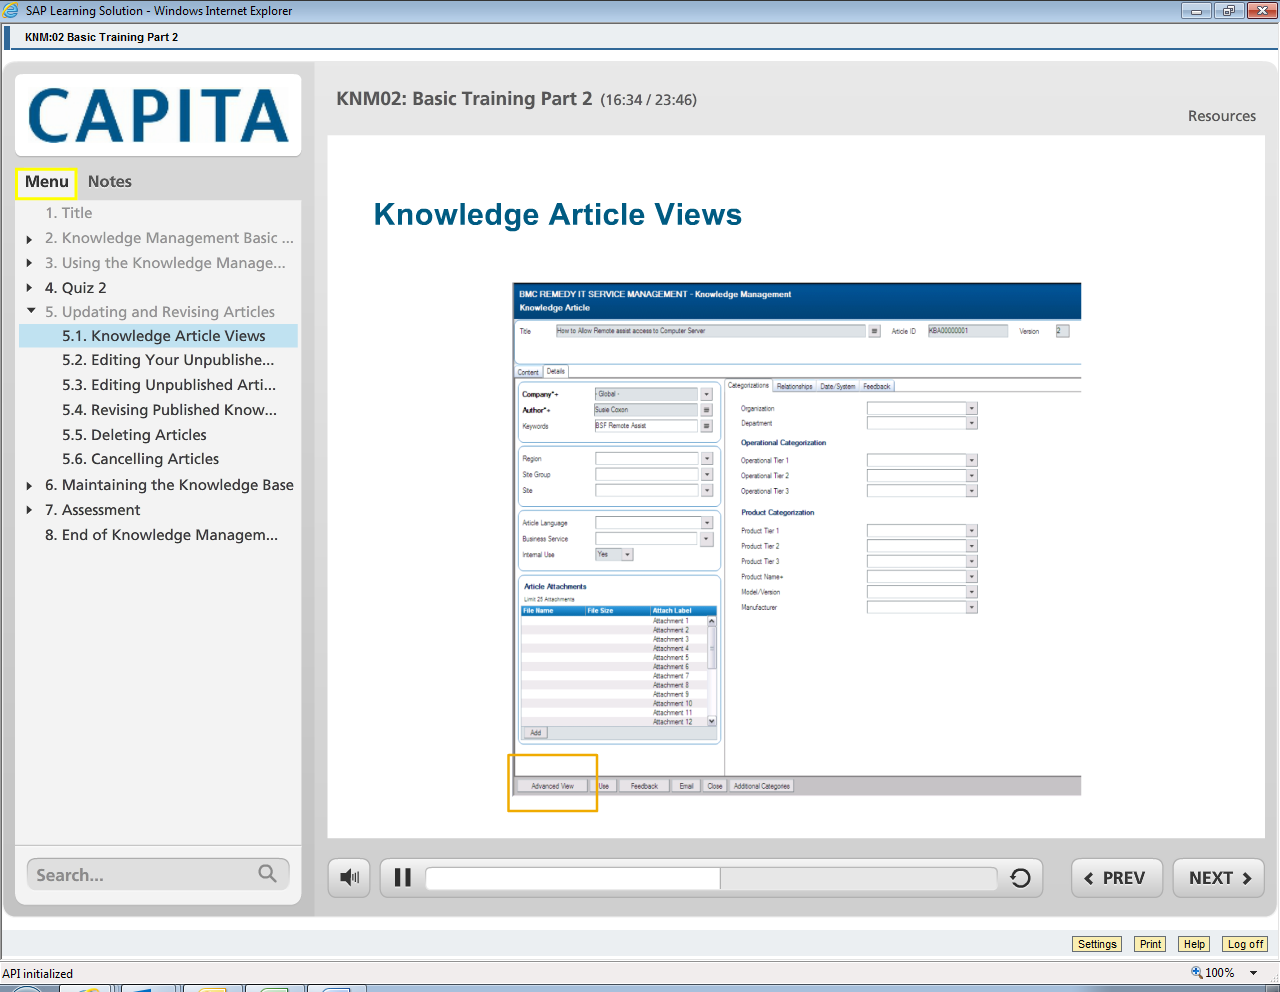 SAP Learning Solution - Windows Internet Explorer
KNM:02 Basic Training Part 2
CAPITA
KNM02: Basic Training Part 2 (16:34 / 23:46)
Resources
Menu
Notes
1. Title
2. Knowledge Management Basic ...
3. Using the Knowledge Manage...
4. Quiz 2
5. Updating and Revising Articles
5.1. Knowledge Article Views
5.2. Editing Your Unpublishe...
5.3. Editing Unpublished Arti...
5.4. Revising Published Know...
5.5. Deleting Articles
5.6. Cancelling Articles
6. Maintaining the Knowledge Base
7. Assessment
8. End of Knowledge Managem...
Search...
Knowledge Article Views
BMC REMEDY IT SERVICE MANAGEMENT - Knowledge Management
Knowledge Article
Title How to Allow Remote assist access to Computer Server Article ID KBA00000001 Version 2
Content Details
Company*+ - Global -
Author*+ Susie Coxon
Keywords BSF Remote Assist
Region
Site Group
Site
Article Language
Business Service
Internal Use Yes
Article Attachments
Limit 25 Attachments
File Name File Size Attach Label
Attachment 1
Attachment 2
Attachment 3
Attachment 4
Attachment 5
Attachment 6
Attachment 7
Attachment 8
Attachment 9
Attachment 10
Attachment 11
Attachment 12
Add
Categorizations Relationships Date/System Feedback
Organization
Department
Operational Categorization
Operational Tier 1
Operational Tier 2
Operational Tier 3
Product Categorization
Product Tier 1
Product Tier 2
Product Tier 3
Product Name+
Model/Version
Manufacturer
Advanced View Use Feedback Email Close Additional Categories
PREV
NEXT
Settings Print Help Log off
API initialized
100%